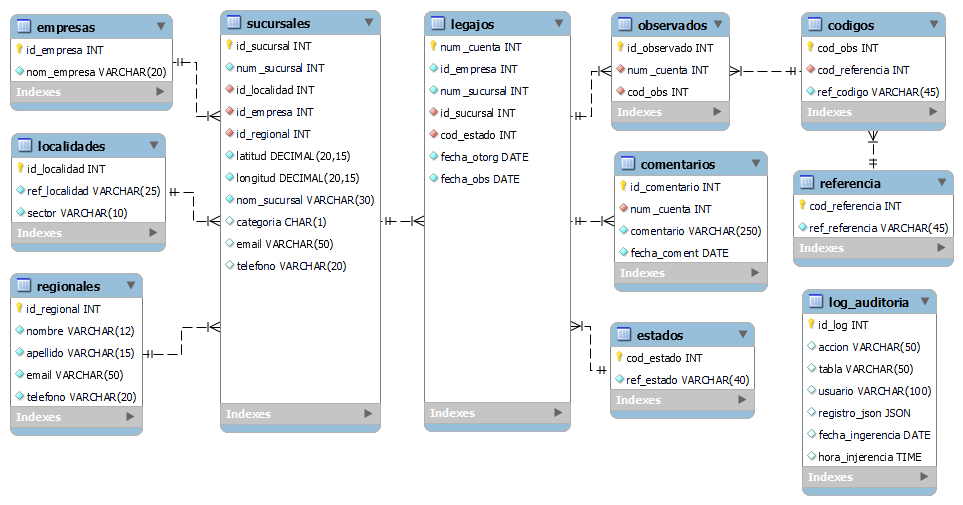 empresas
id_empresa INT
nom_empresa VARCHAR(20)
Indexes
localidades
id_localidad INT
ref_localidad VARCHAR(25)
sector VARCHAR(10)
Indexes
regionales
id_regional INT
nombre VARCHAR(12)
apellido VARCHAR(15)
email VARCHAR(50)
telefono VARCHAR(20)
Indexes
sucursales
id_sucursal INT
num_sucursal INT
id_localidad INT
id_empresa INT
id_regional INT
latitud DECIMAL(20,15)
longitud DECIMAL(20,15)
nom_sucursal VARCHAR(30)
categoria CHAR(1)
email VARCHAR(50)
telefono VARCHAR(20)
Indexes
legajos
num_cuenta INT
id_empresa INT
num_sucursal INT
id_sucursal INT
cod_estado INT
fecha_otorg DATE
fecha_obs DATE
Indexes
observados
id_observado INT
num_cuenta INT
cod_obs INT
Indexes
comentarios
id_comentario INT
num_cuenta INT
comentario VARCHAR(250)
fecha_coment DATE
Indexes
estados
cod_estado INT
ref_estado VARCHAR(40)
Indexes
codigos
cod_obs INT
cod_referencia INT
ref_codigo VARCHAR(45)
Indexes
referencia
cod_referencia INT
ref_referencia VARCHAR(45)
Indexes
log_auditoria
id_log INT
accion VARCHAR(50)
tabla VARCHAR(50)
usuario VARCHAR(100)
registro_json JSON
fecha_ingerencia DATE
hora_injerencia TIME
Indexes